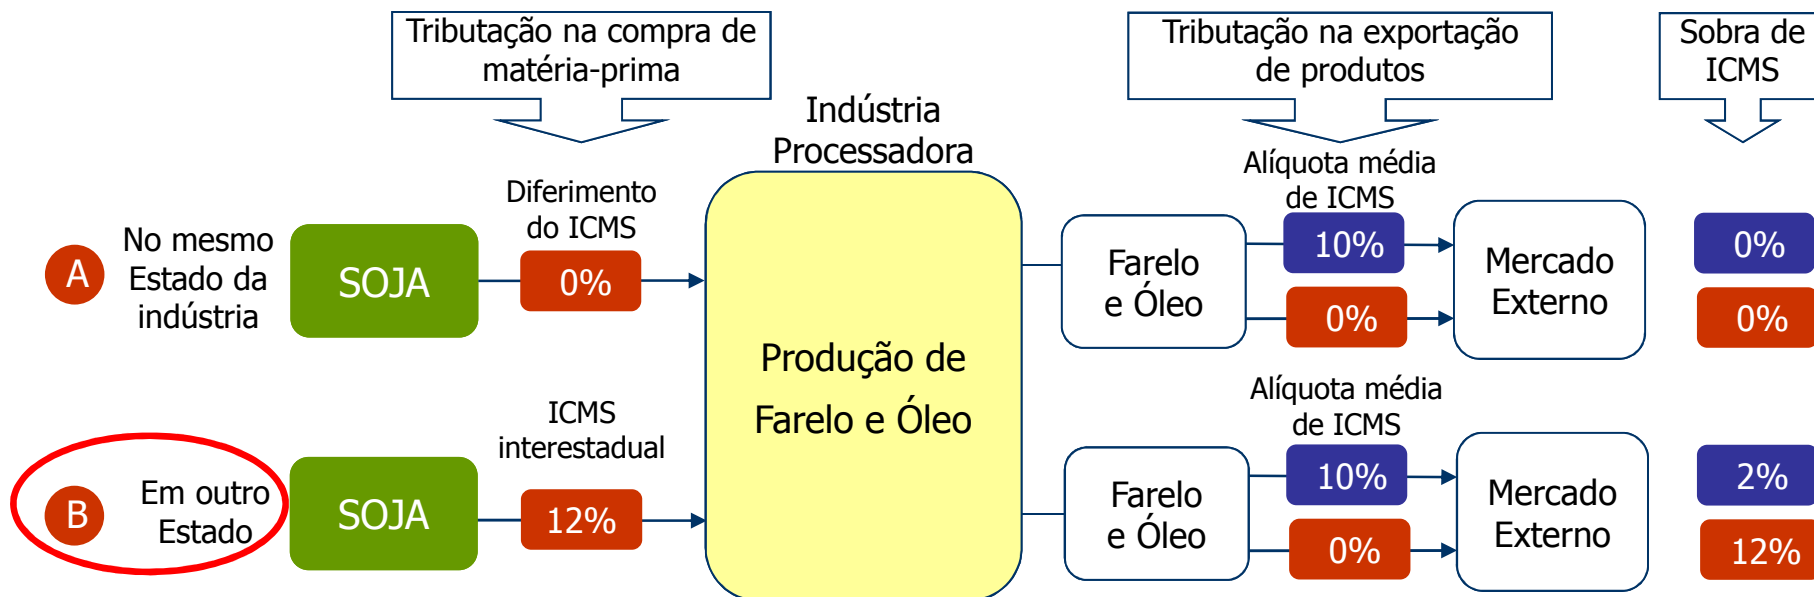 Tributação na compra de
matéria-prima
Tributação na exportação
de produtos
Sobra de
ICMS
Indústria
Processadora
A
No mesmo
Estado da
indústria
SOJA
Diferimento
do ICMS
0%
Farelo
e Óleo
Alíquota média
de ICMS
10%
0%
Mercado
Externo
0%
0%
Produção de
Farelo e Óleo
B
Em outro
Estado
SOJA
ICMS
interestadual
12%
Farelo
e Óleo
Alíquota média
de ICMS
10%
0%
Mercado
Externo
2%
12%